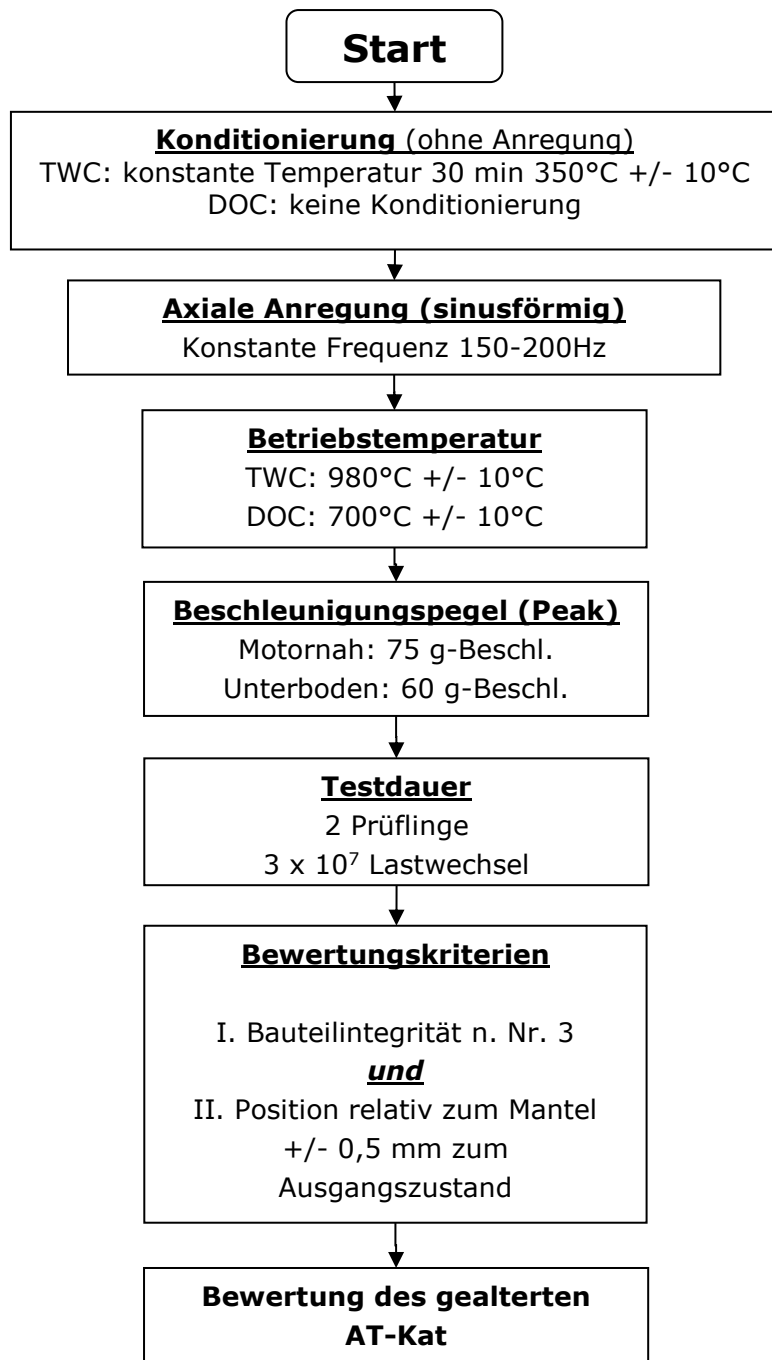 Start
Konditionierung (ohne Anregung)
TWC: konstante Temperatur 30 min 350°C +/- 10°C
DOC: keine Konditionierung
Axiale Anregung (sinusförmig)
Konstante Frequenz 150-200Hz
Betriebstemperatur
TWC: 980°C +/- 10°C
DOC: 700°C +/- 10°C
Beschleunigungspegel (Peak)
Motornah: 75 g-Beschl.
Unterboden: 60 g-Beschl.
Testdauer
2 Prüflinge
3 x 10⁷ Lastwechsel
Bewertungskriterien
I. Bauteilintegrität n. Nr. 3
und
II. Position relativ zum Mantel
+/- 0,5 mm zum
Ausgangszustand
Bewertung des gealterten
AT-Kat